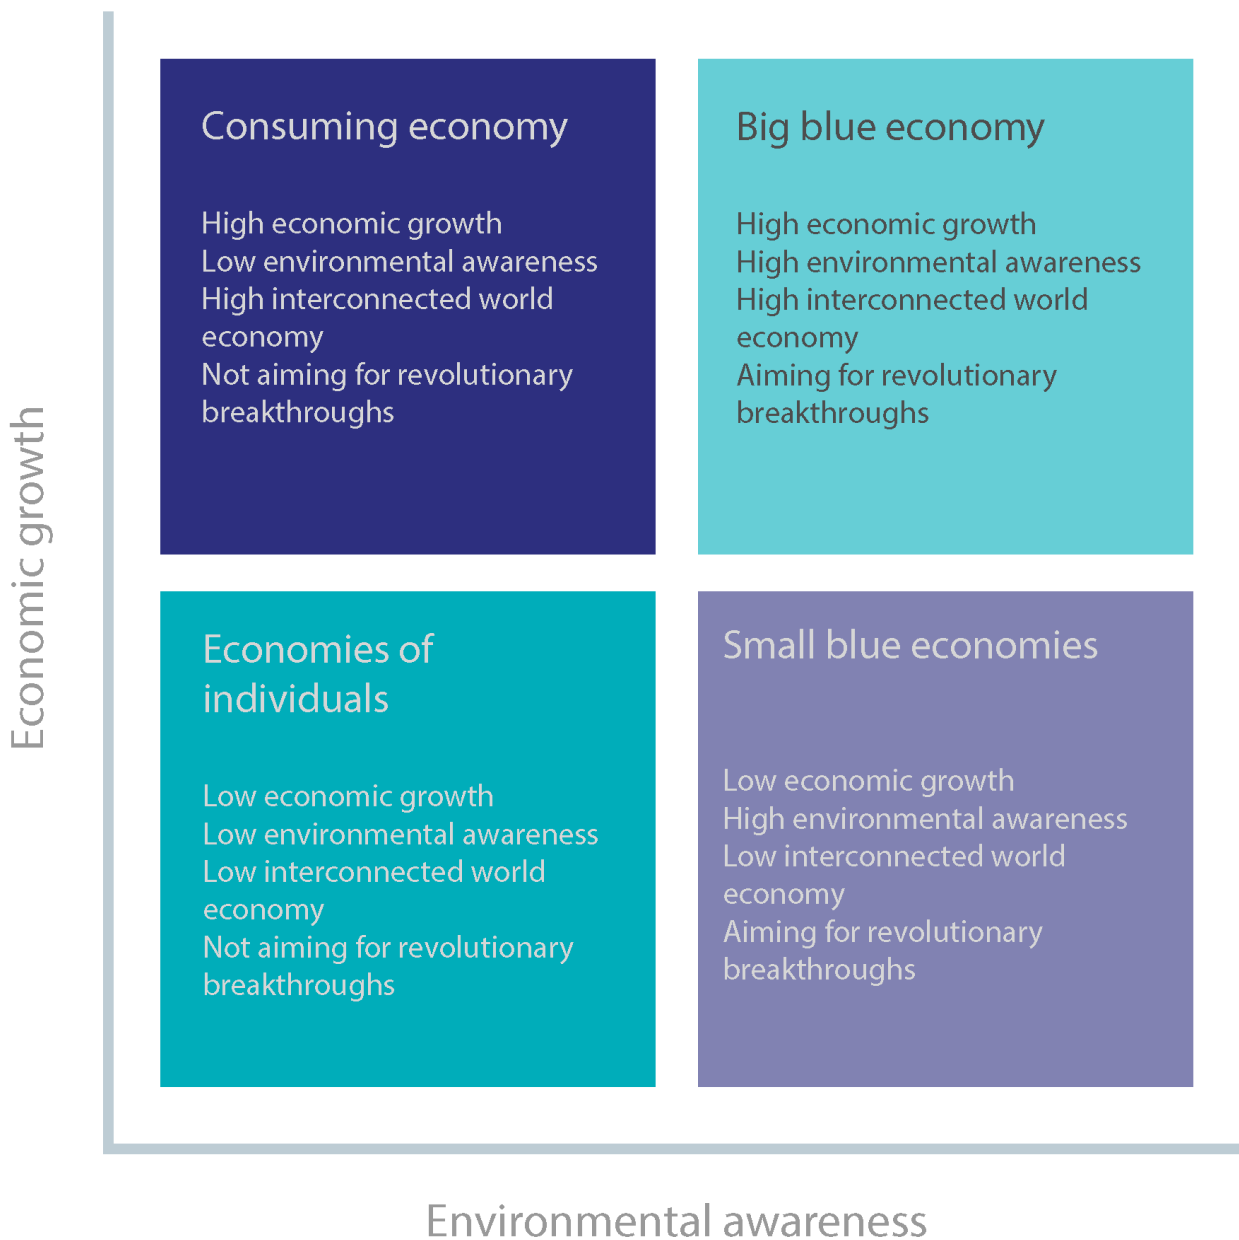 Economic growth
Consuming economy
High economic growth
Low environmental awareness
High interconnected world
economy
Not aiming for revolutionary
breakthroughs
Big blue economy
High economic growth
High environmental awareness
High interconnected world
economy
Aiming for revolutionary
breakthroughs
Economies of
individuals
Low economic growth
Low environmental awareness
Low interconnected world
economy
Not aiming for revolutionary
breakthroughs
Small blue economies
Low economic growth
High environmental awareness
Low interconnected world
economy
Aiming for revolutionary
breakthroughs
Environmental awareness